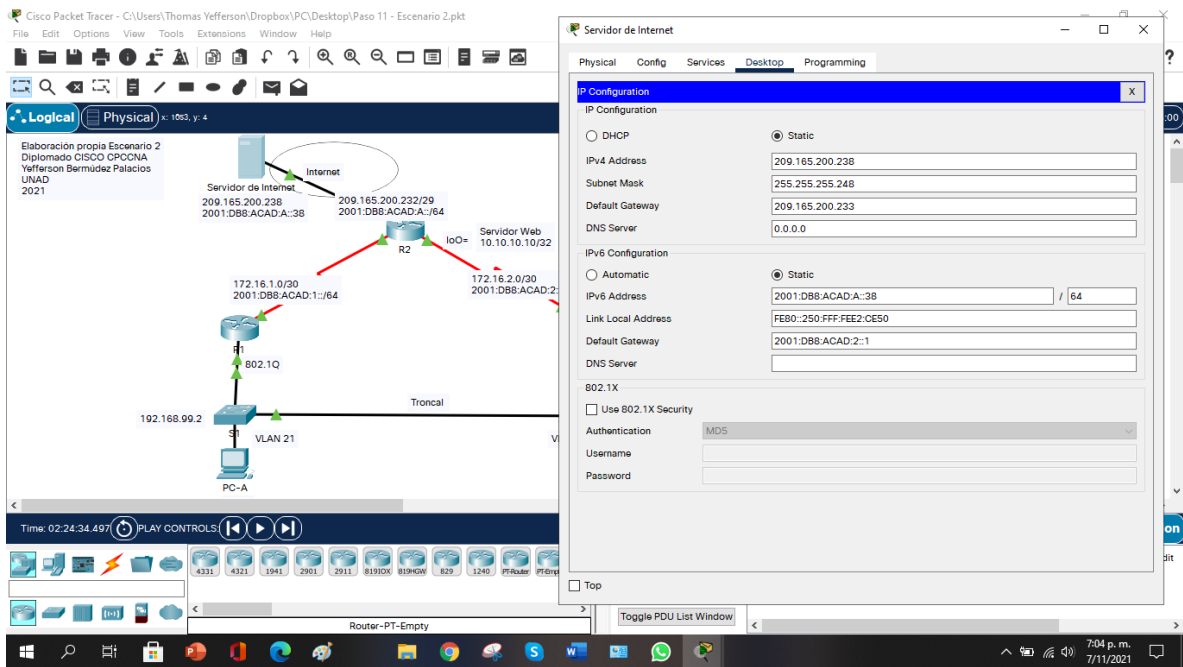 Cisco Packet Tracer - C:\Users\Thomas Yefferson\Dropbox\PC\Desktop\Paso 11 - Escenario 2.pkt
File Edit Options View Tools Extensions Window Help
Logical
Physical
x: 1053, y: 4
Elaboración propia Escenario 2
Diplomado CISCO CPCCNA
Yefferson Bermúdez Palacios
UNAD
2021
Internet
Servidor de Internet
209.165.200.238
2001:DB8:ACAD:A::38
209.165.200.232/29
2001:DB8:ACAD:A::/64
R2
loO=
Servidor Web
10.10.10.10/32
172.16.1.0/30
2001:DB8:ACAD:1::/64
172.16.2.0/30
2001:DB8:ACAD:2:
R1
802.1Q
Troncal
192.168.99.2
S1
VLAN 21
PC-A
Time: 02:24:34.497
PLAY CONTROLS:
4331 4321 1941 2901 2911 819IOX 819HGW 829 1240 PT-Router PT-Emp
Router-PT-Empty
Servidor de Internet
Physical Config Services Desktop Programming
IP Configuration
X
IP Configuration
DHCP
Static
IPv4 Address 209.165.200.238
Subnet Mask 255.255.255.248
Default Gateway 209.165.200.233
DNS Server 0.0.0.0
IPv6 Configuration
Automatic
Static
IPv6 Address 2001:DB8:ACAD:A::38 / 64
Link Local Address FE80::250:FFF:FEE2:CE50
Default Gateway 2001:DB8:ACAD:2::1
DNS Server
802.1X
Use 802.1X Security
Authentication MD5
Username
Password
Top
Toggle PDU List Window
?
:00
on
dit
7:04 p. m.
7/11/2021